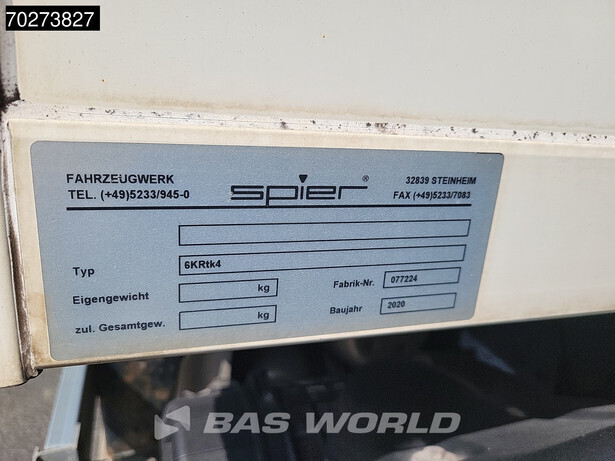 70273827
FAHRZEUGWERK
TEL. (+49)5233/945-0
spier®
32839 STEINHEIM
FAX (+49)5233/7083
Typ 6KRtk4
Eigengewicht kg
Fabrik-Nr. 077224
zul. Gesamtgew. kg
Baujahr 2020
BAS WORLD